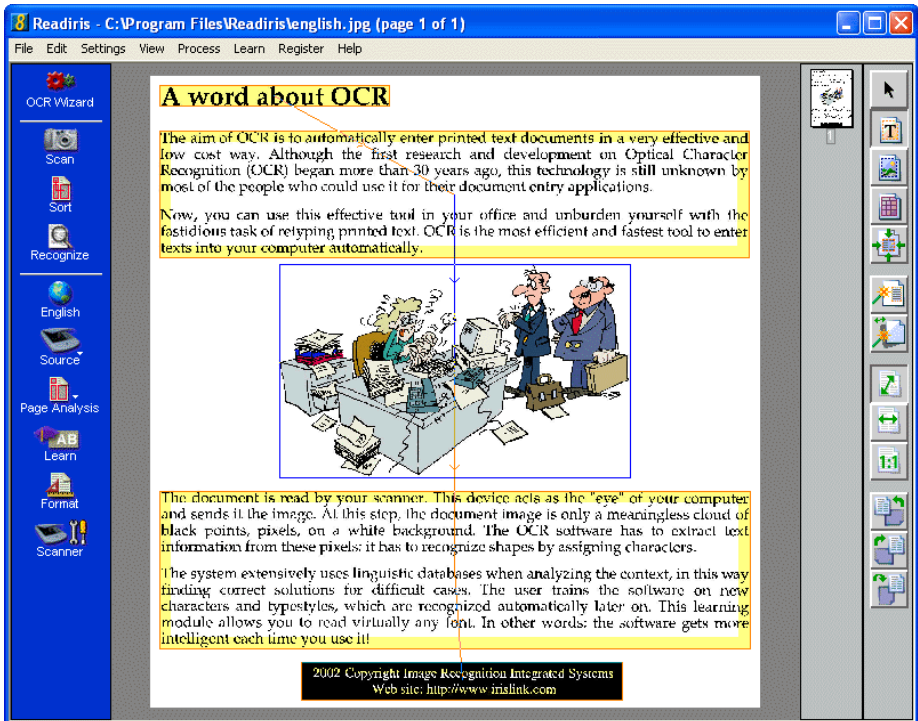 Readiris - C:\Program Files\Readiris\english.jpg (page 1 of 1)
File Edit Settings View Process Learn Register Help
OCR Wizard
Scan
Sort
Recognize
English
Source
Page Analysis
AB
Learn
Format
Scanner
A word about OCR
The aim of OCR is to automatically enter printed text documents in a very effective and
low cost way. Although the first research and development on Optical Character
Recognition (OCR) began more than 30 years ago, this technology is still unknown by
most of the people who could use it for their document entry applications.
Now, you can use this effective tool in your office and unburden yourself with the
fastidious task of retyping printed text. OCR is the most efficient and fastest tool to enter
texts into your computer automatically.
The document is read by your scanner. This device acts as the "eye" of your computer
and sends it the image. At this step, the document image is only a meaningless cloud of
black points, pixels, on a white background. The OCR software has to extract text
information from these pixels: it has to recognize shapes by assigning characters.
The system extensively uses linguistic databases when analyzing the context, in this way
finding correct solutions for difficult cases. The user trains the software on new
characters and typestyles, which are recognized automatically later on. This learning
module allows you to read virtually any font. In other words: the software gets more
intelligent each time you use it!
2002 Copyright Image Recognition Integrated Systems
Web site: http://www.irislink.com
1
T
1:1